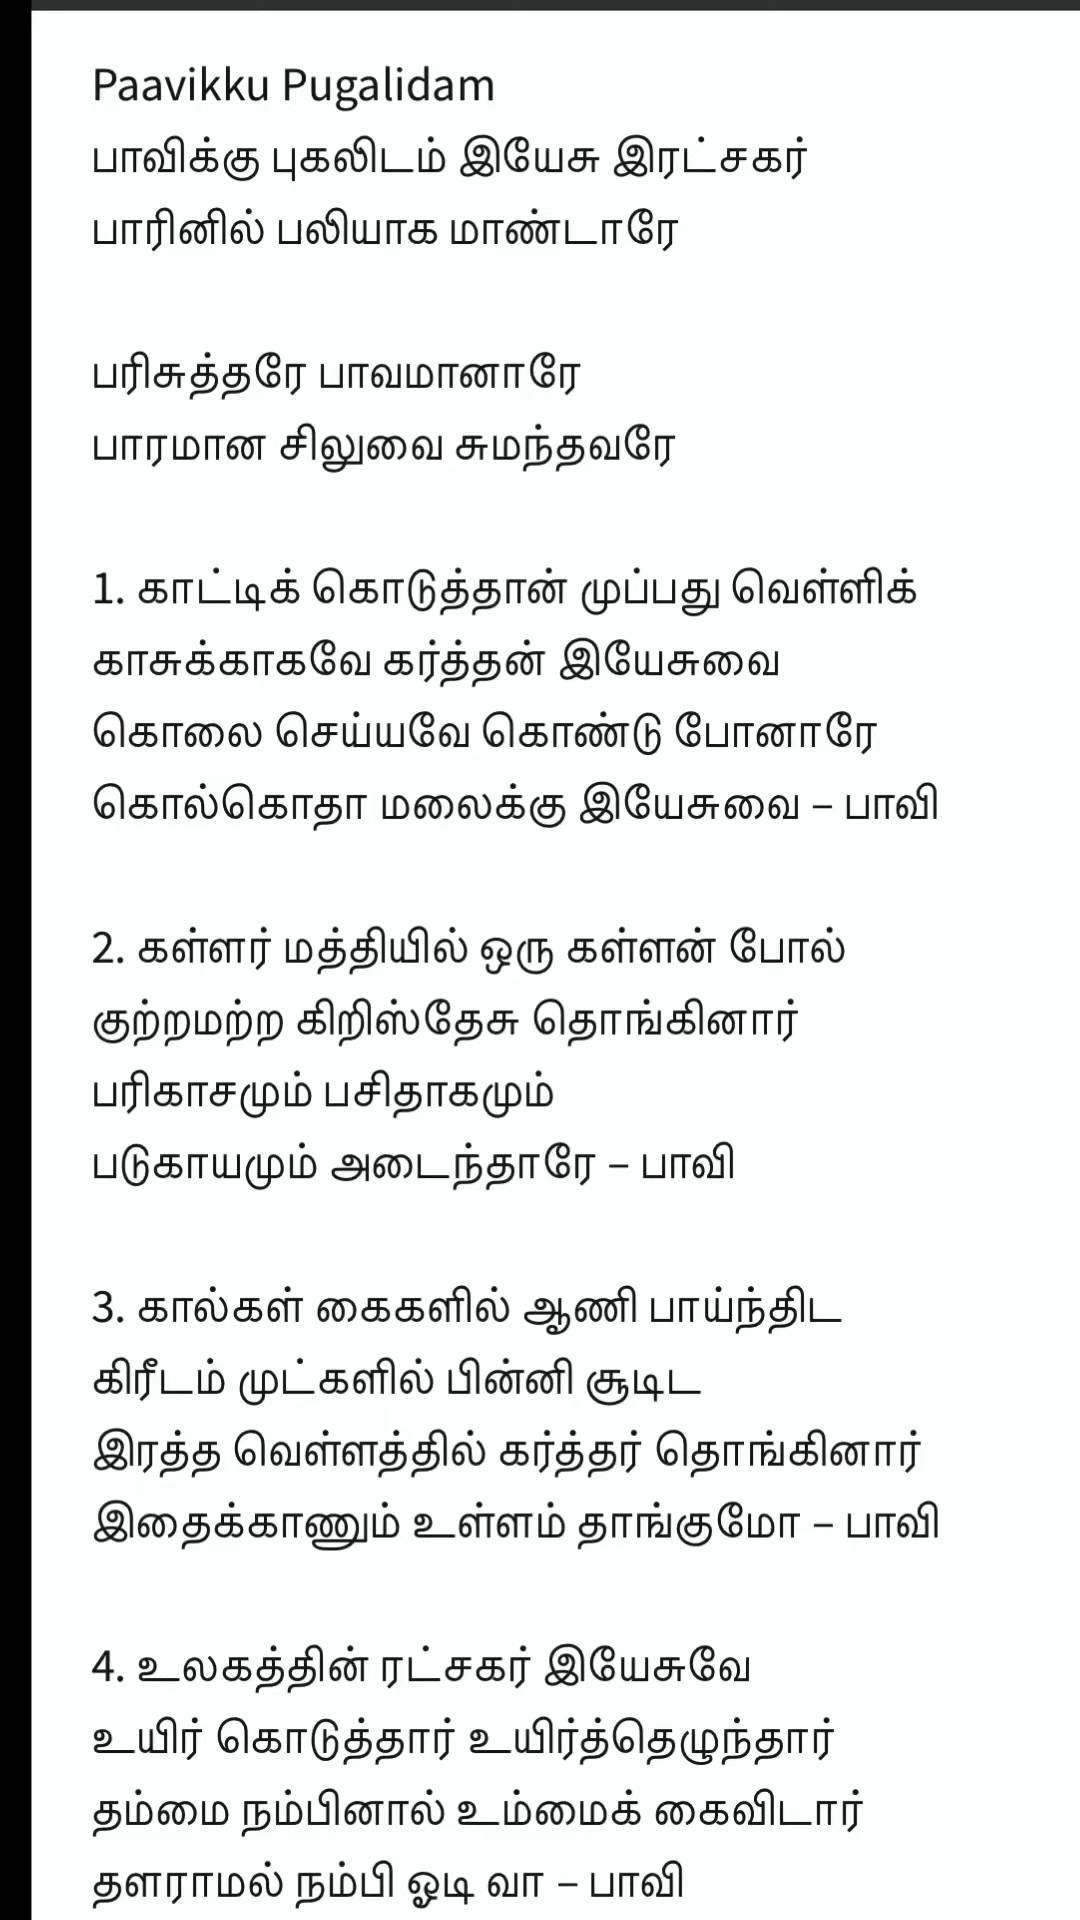 Paavikku Pugalidam
பாவிக்கு புகலிடம் இயேசு இரட்சகர்
பாரினில் பலியாக மாண்டாரே
பரிசுத்தரே பாவமானாரே
பாரமான சிலுவை சுமந்தவரே
1. காட்டிக் கொடுத்தான் முப்பது வெள்ளிக்
காசுக்காகவே கர்த்தன் இயேசுவை
கொலை செய்யவே கொண்டு போனாரே
கொல்கொதா மலைக்கு இயேசுவை – பாவி
2. கள்ளர் மத்தியில் ஒரு கள்ளன் போல்
குற்றமற்ற கிறிஸ்தேசு தொங்கினார்
பரிகாசமும் பசிதாகமும்
படுகாயமும் அடைந்தாரே – பாவி
3. கால்கள் கைகளில் ஆணி பாய்ந்திட
கிரீடம் முட்களில் பின்னி சூடிட
இரத்த வெள்ளத்தில் கர்த்தர் தொங்கினார்
இதைக்காணும் உள்ளம் தாங்குமோ – பாவி
4. உலகத்தின் ரட்சகர் இயேசுவே
உயிர் கொடுத்தார் உயிர்த்தெழுந்தார்
தம்மை நம்பினால் உம்மைக் கைவிடார்
தளராமல் நம்பி ஓடி வா – பாவி